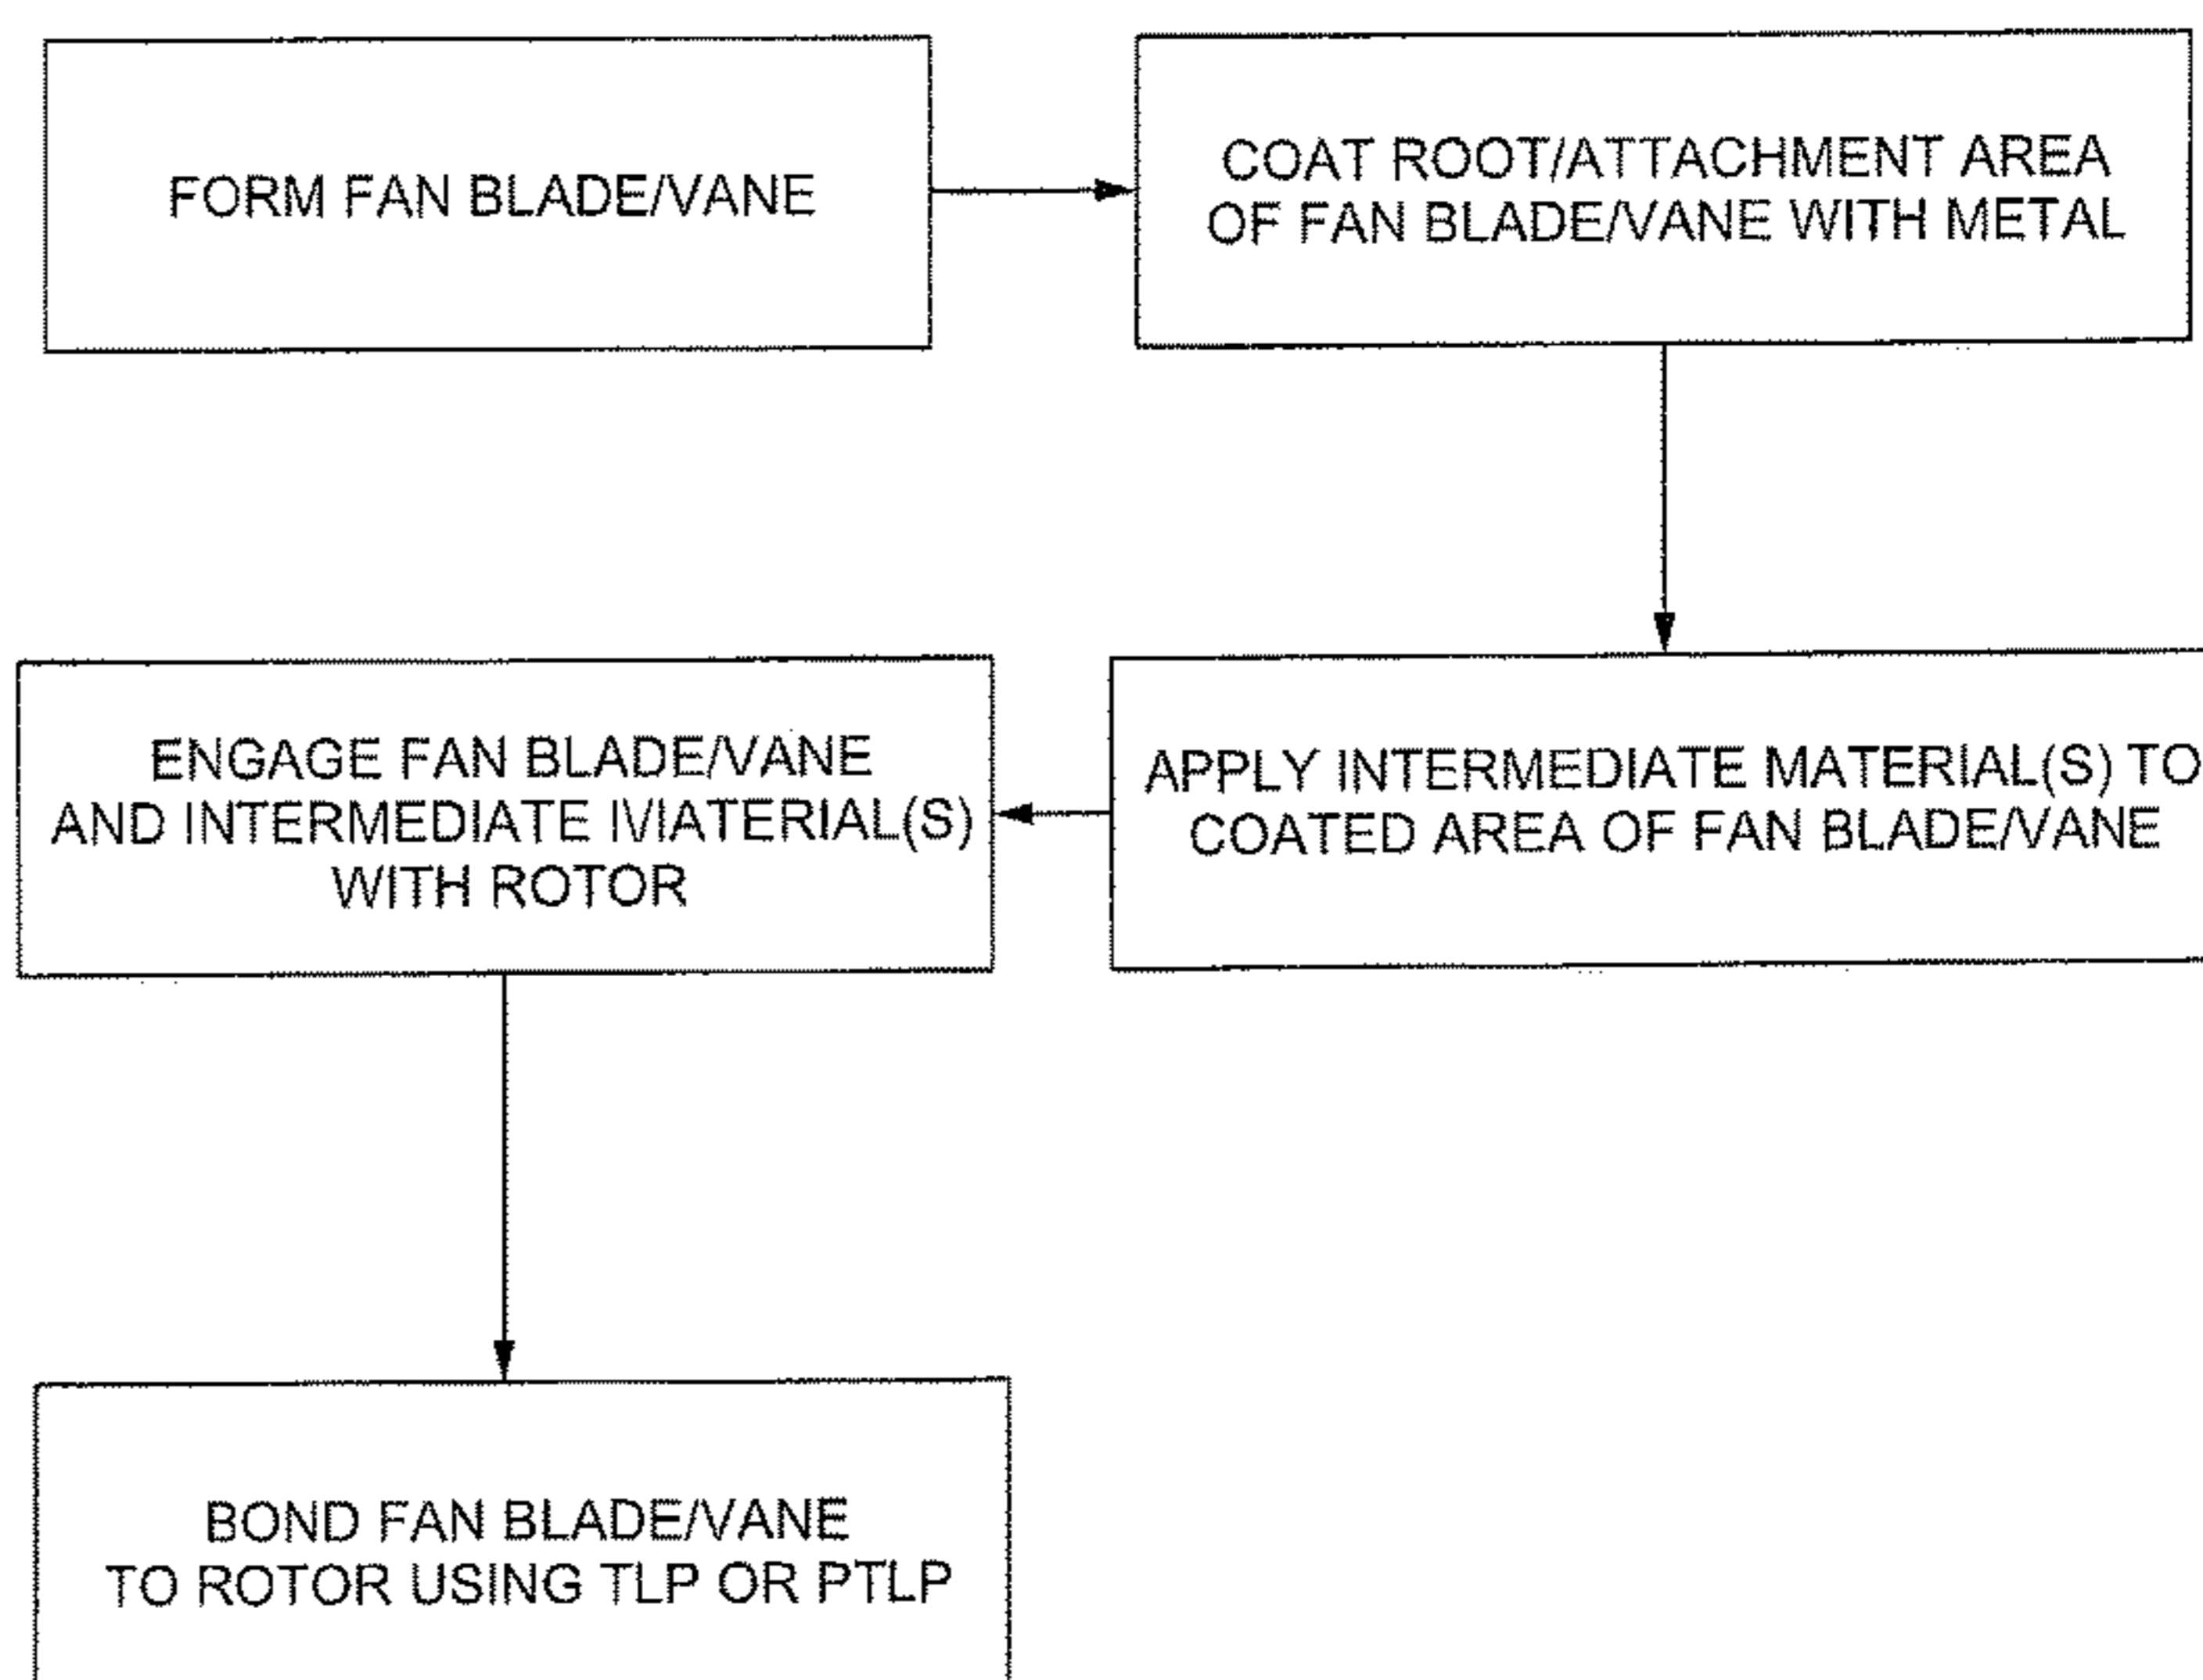 FORM FAN BLADE/VANE
COAT ROOT/ATTACHMENT AREA
OF FAN BLADE/VANE WITH METAL
APPLY INTERMEDIATE MATERIAL(S) TO
COATED AREA OF FAN BLADE/VANE
ENGAGE FAN BLADE/VANE
AND INTERMEDIATE MATERIAL(S)
WITH ROTOR
BOND FAN BLADE/VANE
TO ROTOR USING TLP OR PTLP